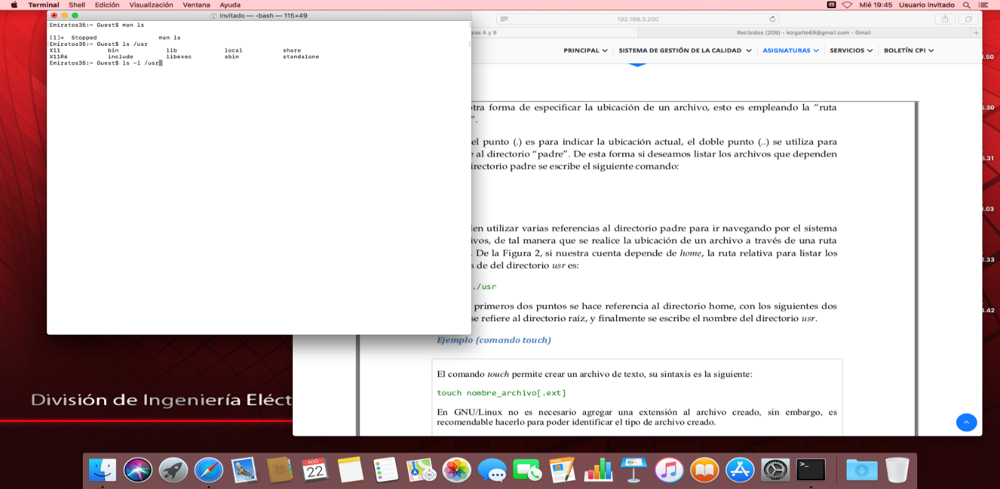 Terminal Shell Edición Visualización Ventana Ayuda
Mié 19:45 Usuario invitado
Invitado — -bash — 115×49
[Emiratos35:~ Guest$ man ls ]
[1]+ Stopped man ls
[Emiratos35:~ Guest$ ls /usr ]
X11 bin lib local share
X11R6 include libexec sbin standalone
Emiratos35:~ Guest$ ls -l /usr
192.168.3.200
ias A y B
Recibidos (209) - kolgatte69@gmail.com - Gmail
PRINCIPAL SISTEMA DE GESTIÓN DE LA CALIDAD ASIGNATURAS SERVICIOS BOLETÍN CPI
tra forma de especificar la ubicación de un archivo, esto es empleando la “ruta
”.
el punto (.) es para indicar la ubicación actual, el doble punto (..) se utiliza para
e al directorio “padre”. De esta forma si deseamos listar los archivos que dependen
irectorio padre se escribe el siguiente comando:
en utilizar varias referencias al directorio padre para ir navegando por el sistema
ivos, de tal manera que se realice la ubicación de un archivo a través de una ruta
. De la Figura 2, si nuestra cuenta depende de home, la ruta relativa para listar los
s de del directorio usr es:
./usr
primeros dos puntos se hace referencia al directorio home, con los siguientes dos
se refiere al directorio raíz, y finalmente se escribe el nombre del directorio usr.
Ejemplo (comando touch)
El comando touch permite crear un archivo de texto, su sintaxis es la siguiente:
touch nombre_archivo[.ext]
En GNU/Linux no es necesario agregar una extensión al archivo creado, sin embargo, es
recomendable hacerlo para poder identificar el tipo de archivo creado.
.50
.30
.31
.03
.33
.42
División de Ingeniería Eléct
AGO
22